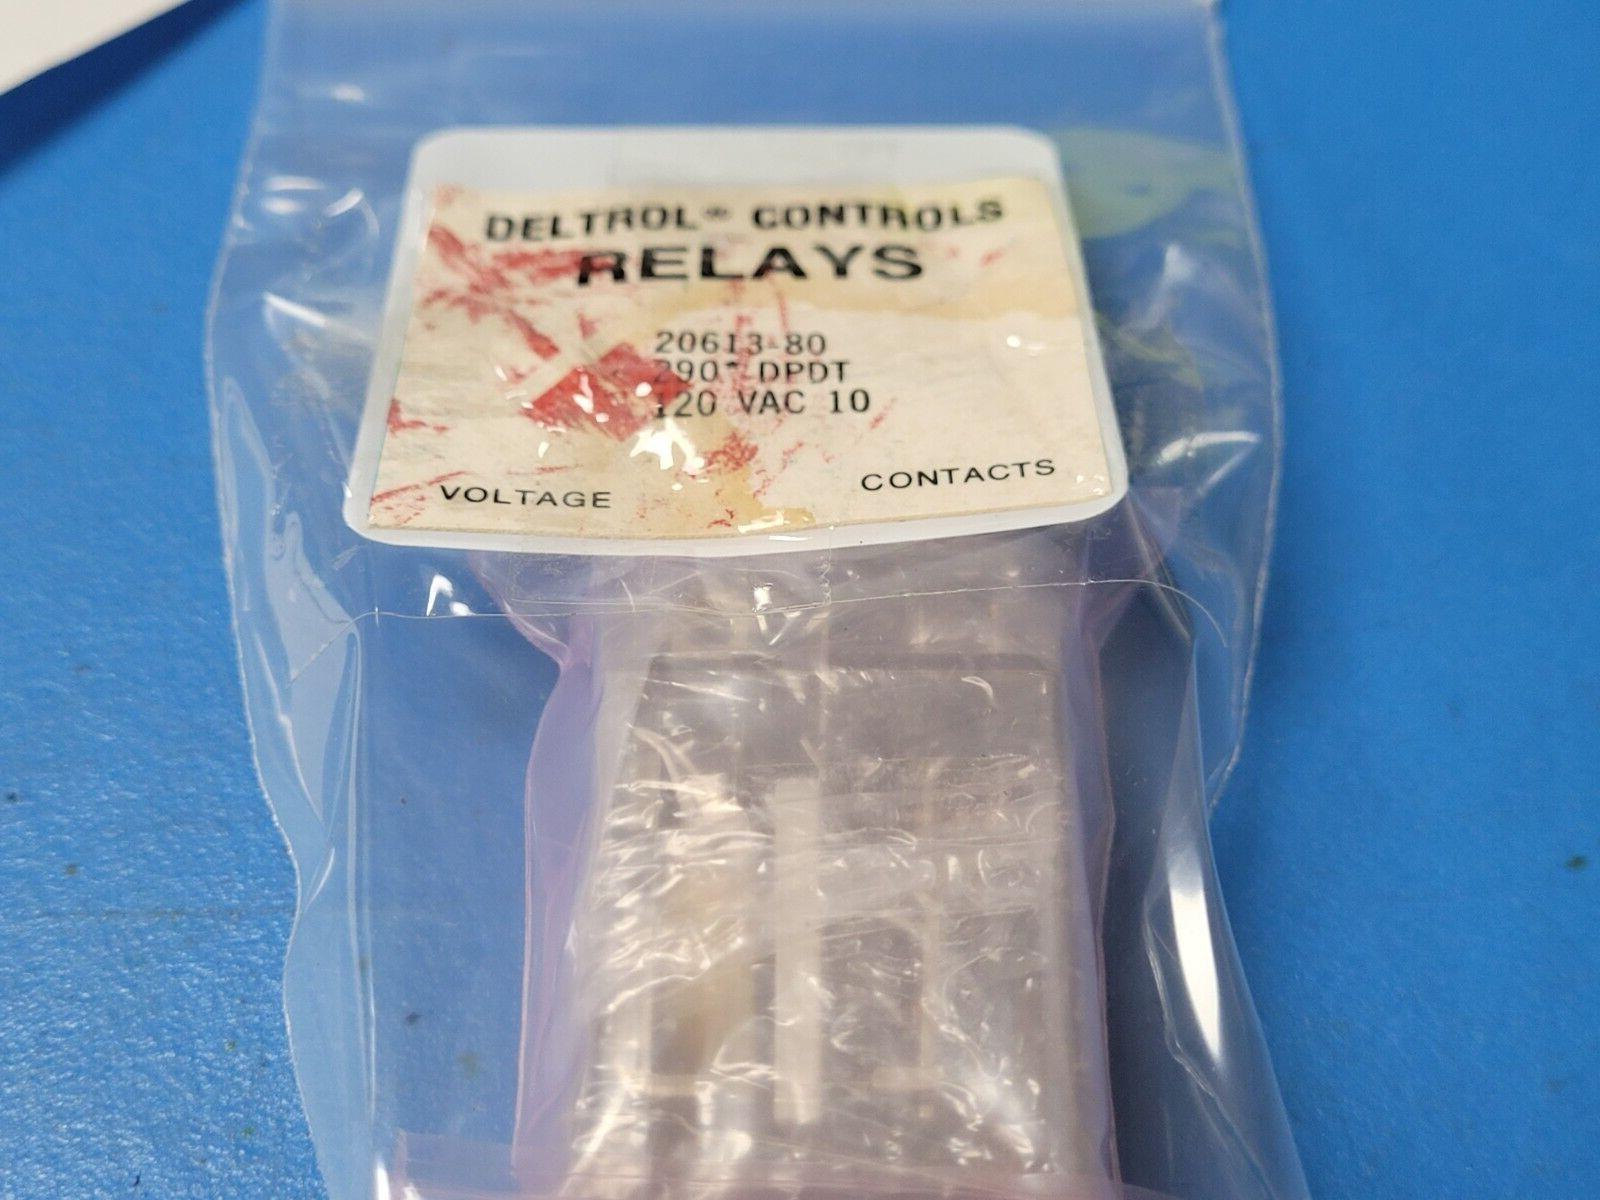 DELTROL® CONTROLS
RELAYS
20613-80
DPDT
120 VAC 10
VOLTAGE
CONTACTS